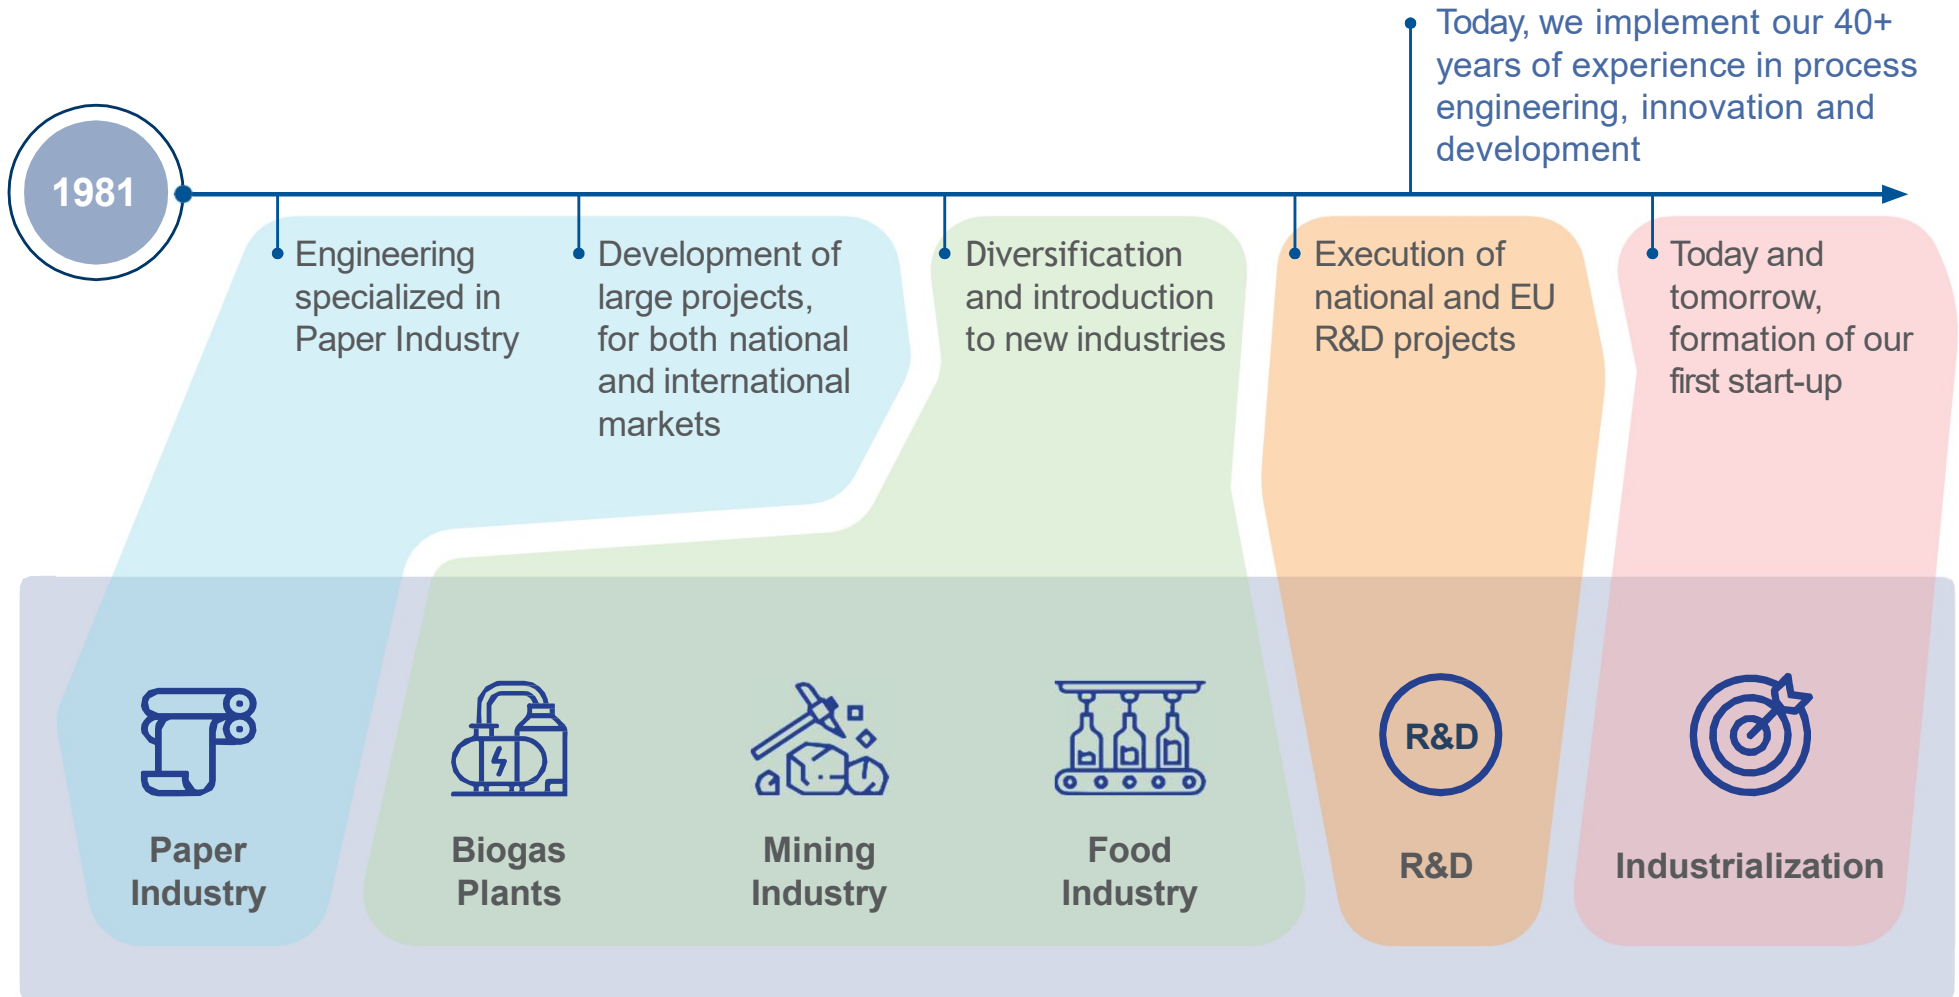 Today, we implement our 40+
years of experience in process
engineering, innovation and
development
1981
Engineering
specialized in
Paper Industry
Development of
large projects,
for both national
and international
markets
Diversification
and introduction
to new industries
Execution of
national and EU
R&D projects
Today and
tomorrow,
formation of our
first start-up
Paper
Industry
Biogas
Plants
Mining
Industry
Food
Industry
R&D
R&D
Industrialization